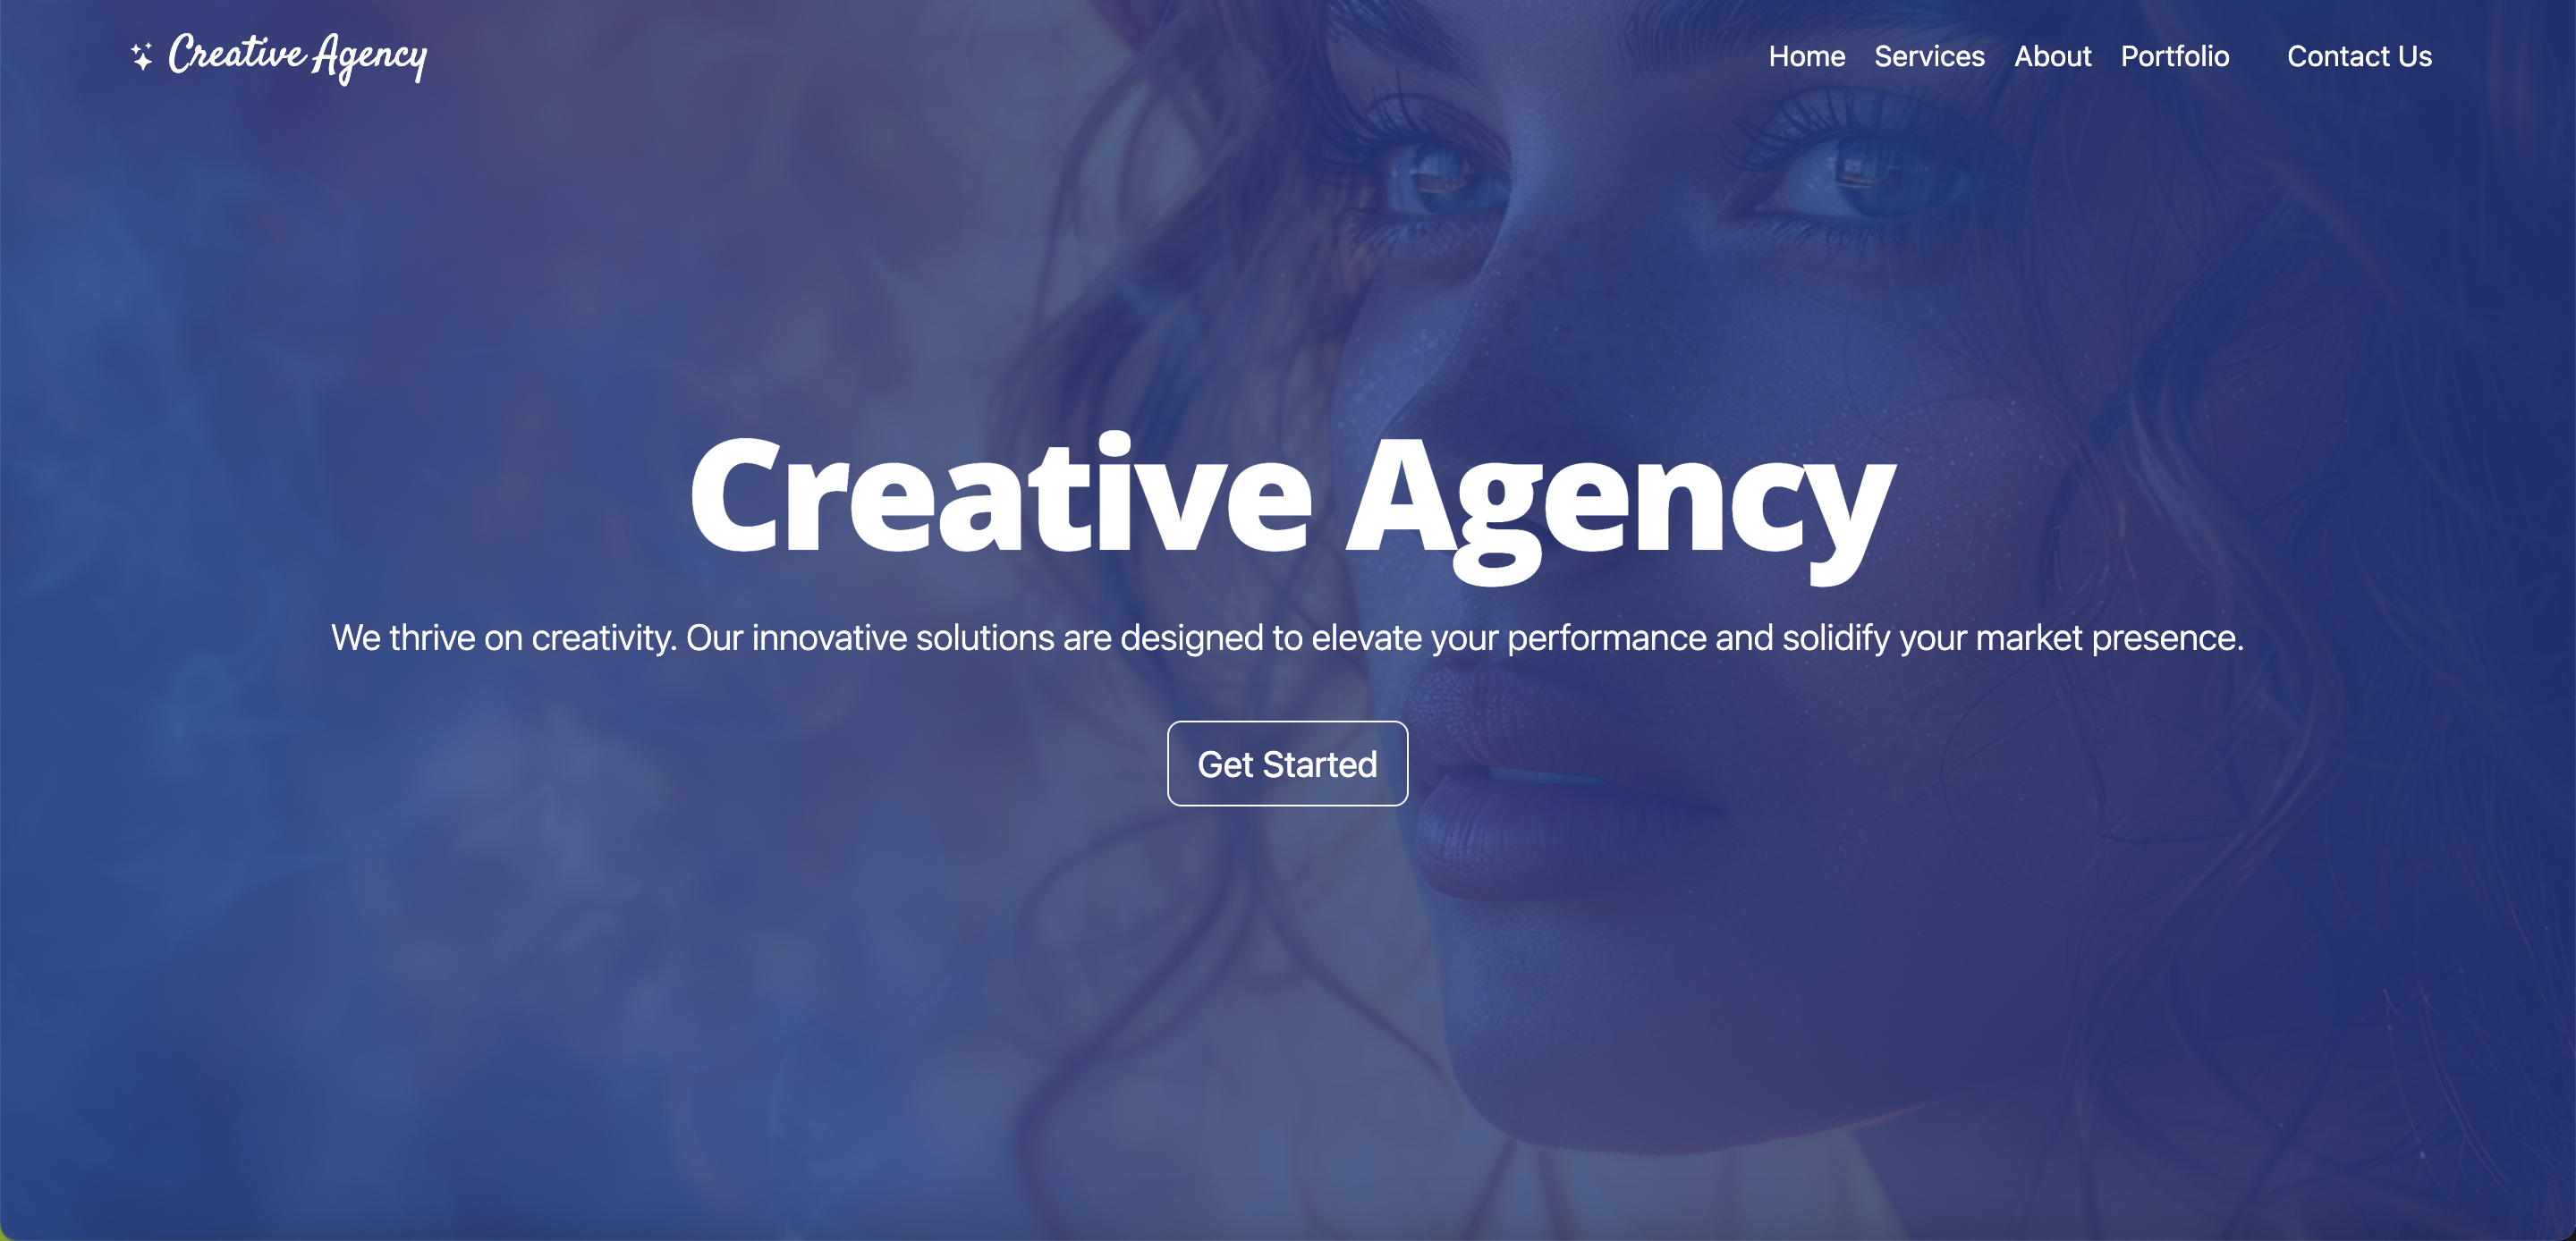 Creative Agency
Home Services About Portfolio Contact Us
Creative Agency
We thrive on creativity. Our innovative solutions are designed to elevate your performance and solidify your market presence.
Get Started